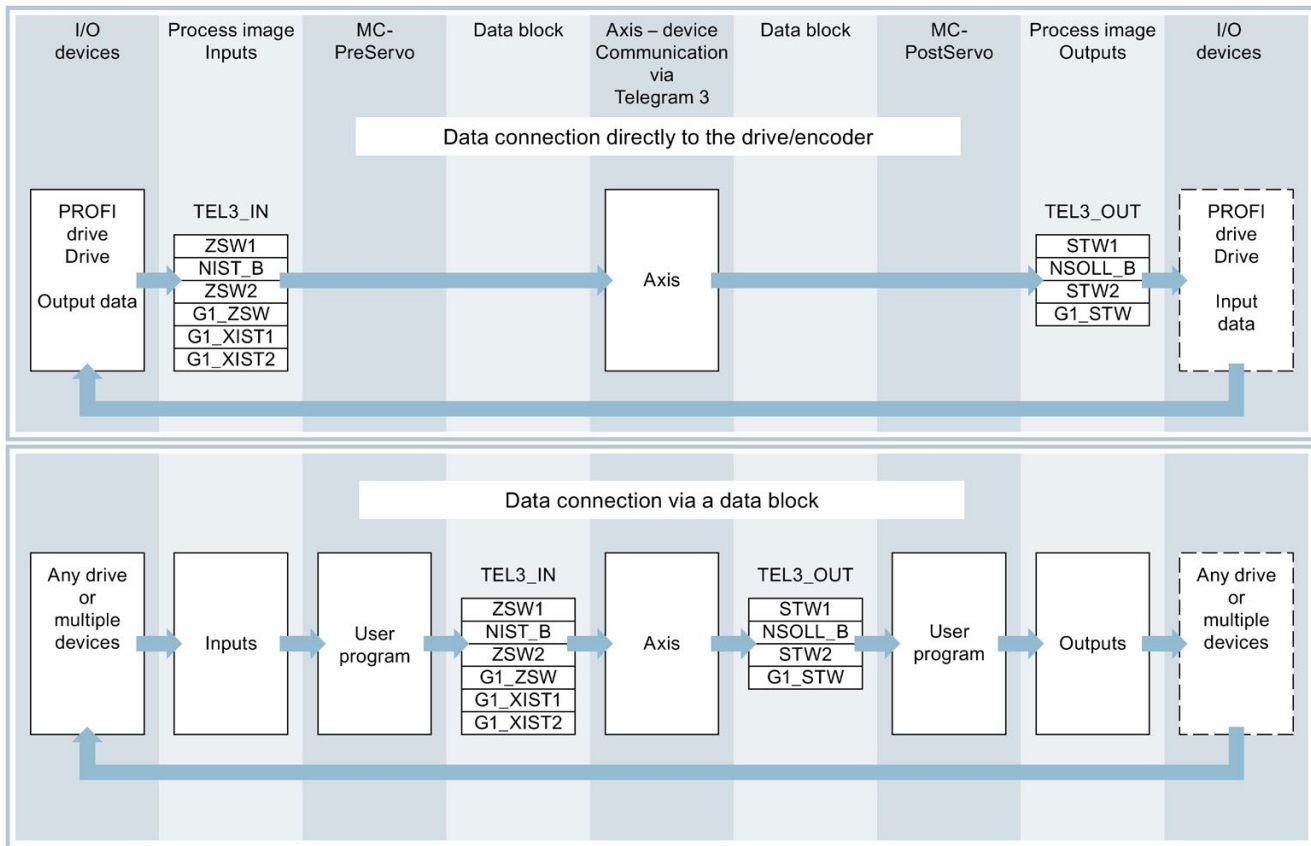 I/O
devices
Process image
Inputs
MC-
PreServo
Data block
Axis – device
Communication
via
Telegram 3
Data block
MC-
PostServo
Process image
Outputs
I/O
devices
Data connection directly to the drive/encoder
PROFI
drive
Drive
Output data
TEL3_IN
ZSW1
NIST_B
ZSW2
G1_ZSW
G1_XIST1
G1_XIST2
Axis
TEL3_OUT
STW1
NSOLL_B
STW2
G1_STW
PROFI
drive
Drive
Input
data
Data connection via a data block
Any drive
or
multiple
devices
Inputs
User
program
TEL3_IN
ZSW1
NIST_B
ZSW2
G1_ZSW
G1_XIST1
G1_XIST2
Axis
TEL3_OUT
STW1
NSOLL_B
STW2
G1_STW
User
program
Outputs
Any drive
or
multiple
devices